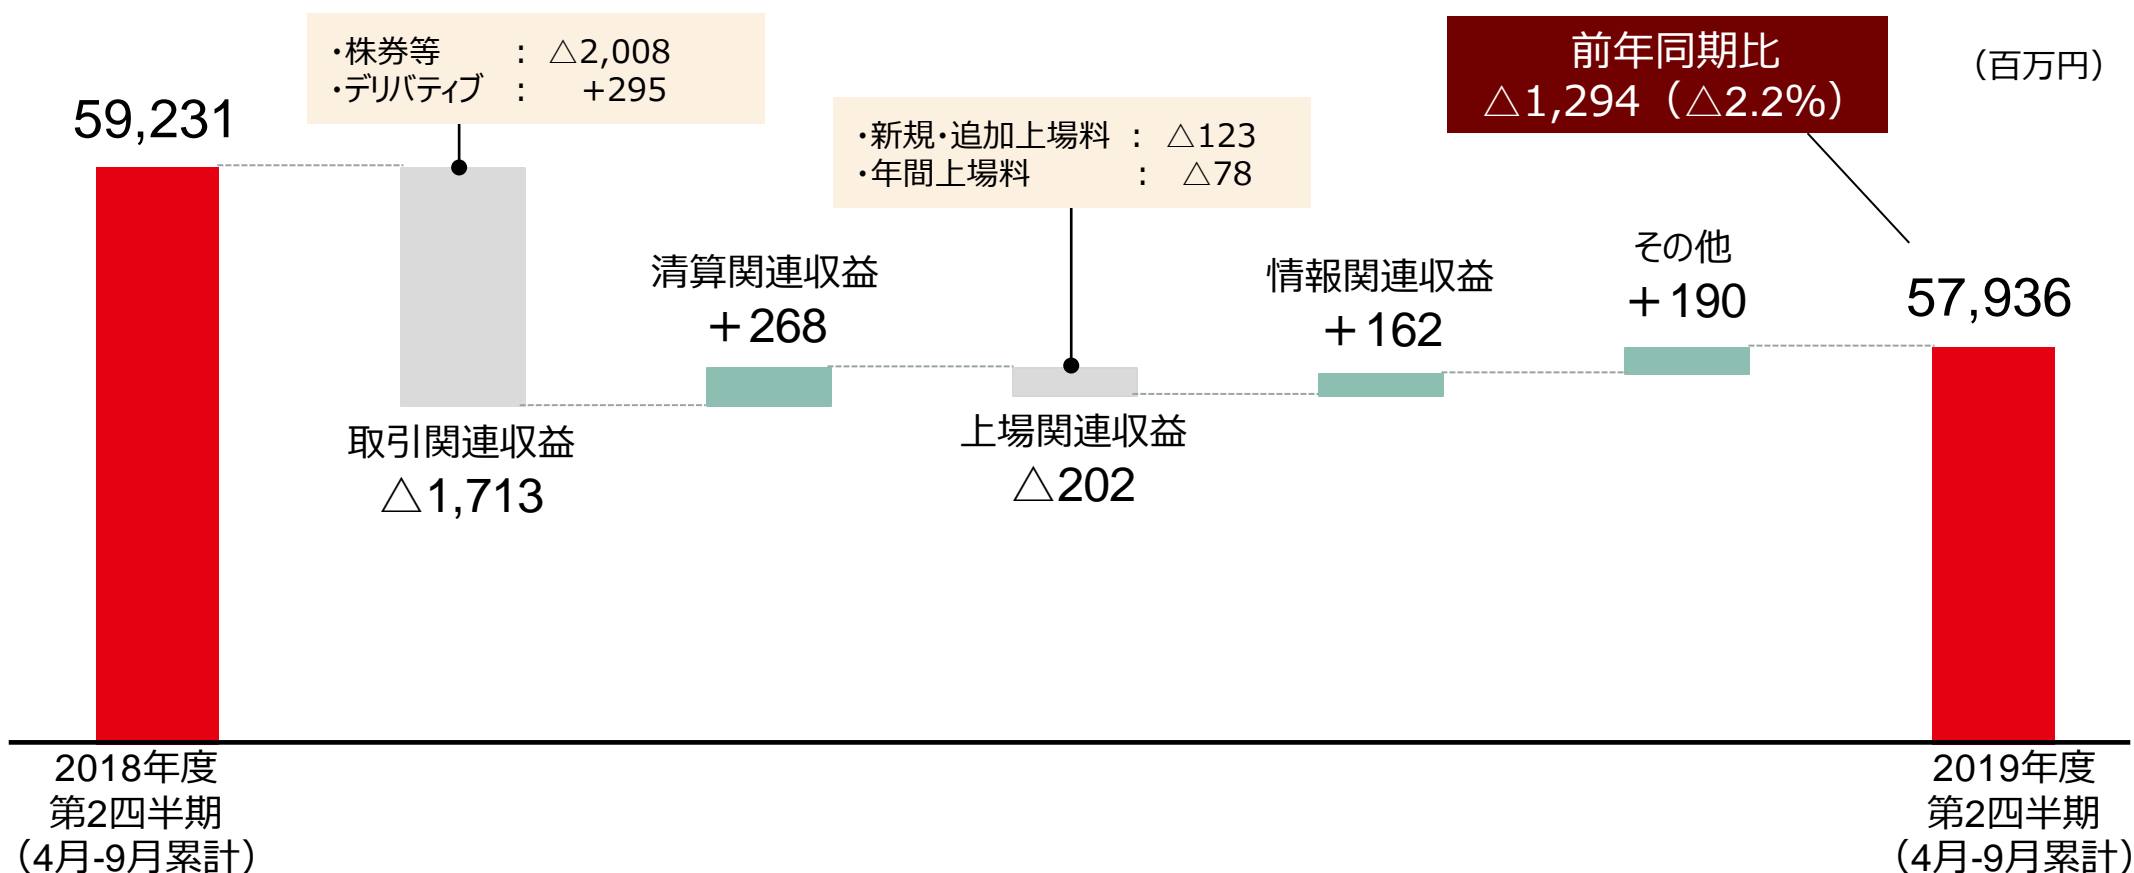 ・株券等 : △2,008
・デリバティブ : +295
前年同期比
△1,294（△2.2%）
（百万円）
59,231
・新規・追加上場料 : △123
・年間上場料 : △78
清算関連収益
＋268
情報関連収益
＋162
その他
＋190
57,936
取引関連収益
△1,713
上場関連収益
△202
2018年度
第2四半期
（4月-9月累計）
2019年度
第2四半期
（4月-9月累計）